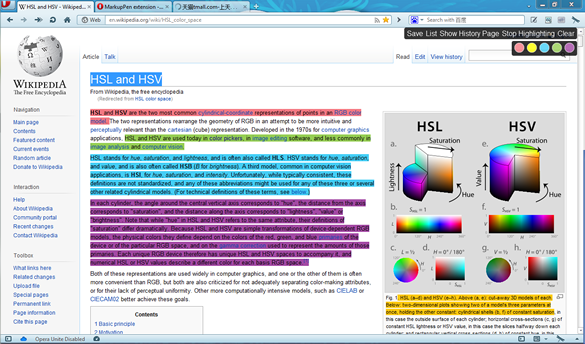 W HSL and HSV - Wikipedi...
MarkupPen extension - ...
天猫tmall.com-上天...
Web
en.wikipedia.org/wiki/HSL_color_space
Search with 百度
Save List Show History Page Stop Highlighting Clear
WIKIPEDIA
The Free Encyclopedia
Navigation
Main page
Contents
Featured content
Current events
Random article
Donate to Wikipedia
Interaction
Help
About Wikipedia
Community portal
Recent changes
Contact Wikipedia
Toolbox
What links here
Related changes
Upload file
Special pages
Permanent link
Page information
Cite this page
Article Talk
Read Edit View history
HSL and HSV
From Wikipedia, the free encyclopedia
(Redirected from HSL color space)
HSL and HSV are the two most common cylindrical-coordinate representations of points in an RGB color
model. The two representations rearrange the geometry of RGB in an attempt to be more intuitive and
perceptually relevant than the cartesian (cube) representation. Developed in the 1970s for computer graphics
applications, HSL and HSV are used today in color pickers, in image editing software, and less commonly in
image analysis and computer vision.
HSL stands for hue, saturation, and lightness, and is also often called HLS. HSV stands for hue, saturation,
and value, and is also often called HSB (B for brightness). A third model, common in computer vision
applications, is HSI, for hue, saturation, and intensity. Unfortunately, while typically consistent, these
definitions are not standardized, and any of these abbreviations might be used for any of these three or several
other related cylindrical models. (For technical definitions of these terms, see below.)
In each cylinder, the angle around the central vertical axis corresponds to "hue", the distance from the axis
corresponds to "saturation", and the distance along the axis corresponds to "lightness", "value" or
"brightness". Note that while "hue" in HSL and HSV refers to the same attribute, their definitions of
"saturation" differ dramatically. Because HSL and HSV are simple transformations of device-dependent RGB
models, the physical colors they define depend on the colors of the red, green, and blue primaries of the
device or of the particular RGB space, and on the gamma correction used to represent the amounts of those
primaries. Each unique RGB device therefore has unique HSL and HSV spaces to accompany it, and
numerical HSL or HSV values describe a different color for each basis RGB space.
Both of these representations are used widely in computer graphics, and one or the other of them is often
more convenient than RGB, but both are also criticized for not adequately separating color-making attributes,
or for their lack of perceptual uniformity. Other more computationally intensive models, such as CIELAB or
CIECAM02 better achieve these goals.
Contents
1 Basic principle
2 Motivation
HSL HSV
a. Saturation e. Saturation
Lightness Value
Hue Hue
b. f.
c. L = ½ d. H = 0° / 180° g. h. H = 0° / 180°
Fig. 1. HSL (a–d) and HSV (e–h). Above (a, e): cut-away 3D models of each.
Below: two-dimensional plots showing two of a model's three parameters at
once, holding the other constant: cylindrical shells (b, f) of constant saturation, in
this case the outside surface of each cylinder; horizontal cross-sections (c, g) of
constant HSL lightness or HSV value, in this case the slices halfway down each
Opera Unite Disabled